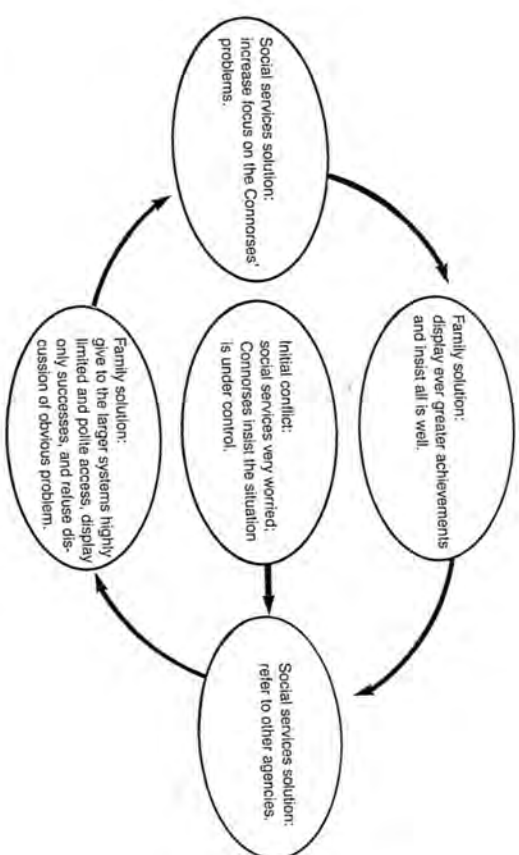 Family solution:
display ever greater achievements
and insist all is well.
Social services solution:
increase focus on the Connorses'
problems.
Initial conflict:
social services very worried;
Connorses insist the situation
is under control.
Social services solution:
refer to other agencies.
Family solution:
give to the larger systems highly
limited and polite access, display
only successes, and refuse dis-
cussion of obvious problem.